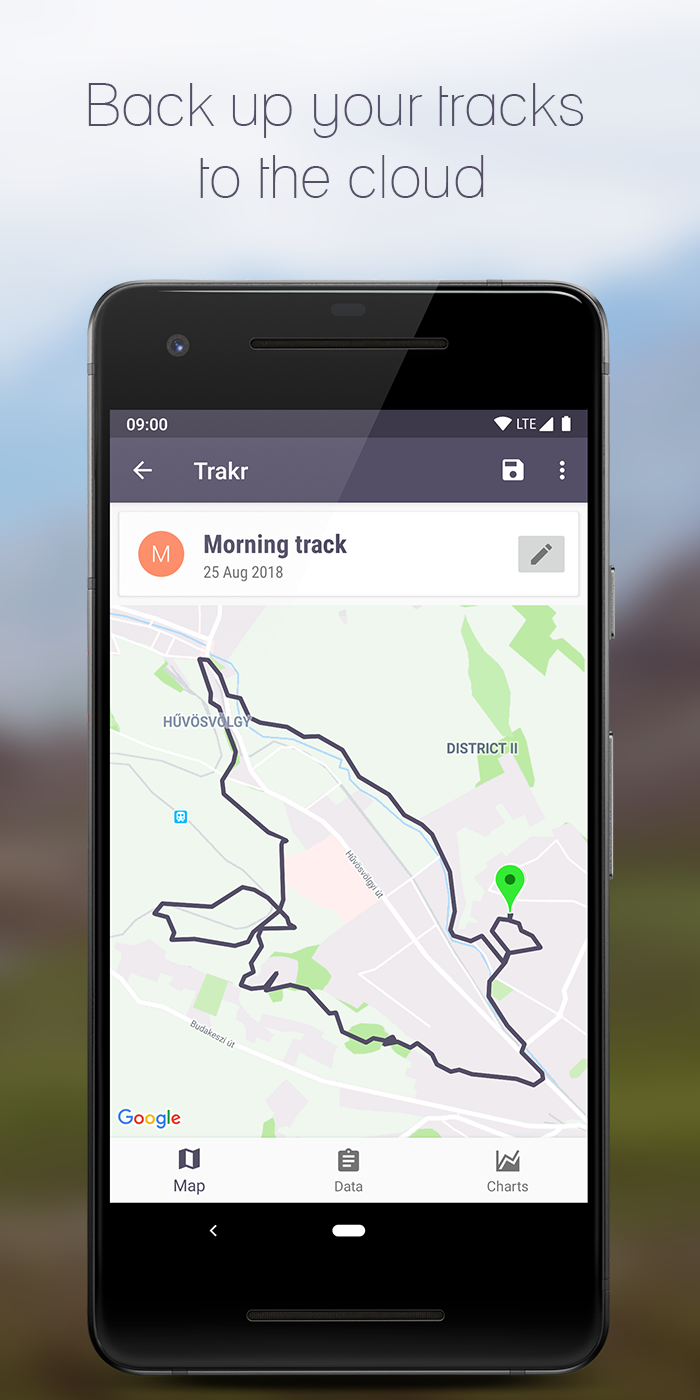 Back up your tracks
to the cloud
09:00
LTE
Trakr
M
Morning track
25 Aug 2018
HŰVÖSVÖLGY
DISTRICT II
Hűvösvölgyi út
Budakeszi út
Google
Map
Data
Charts